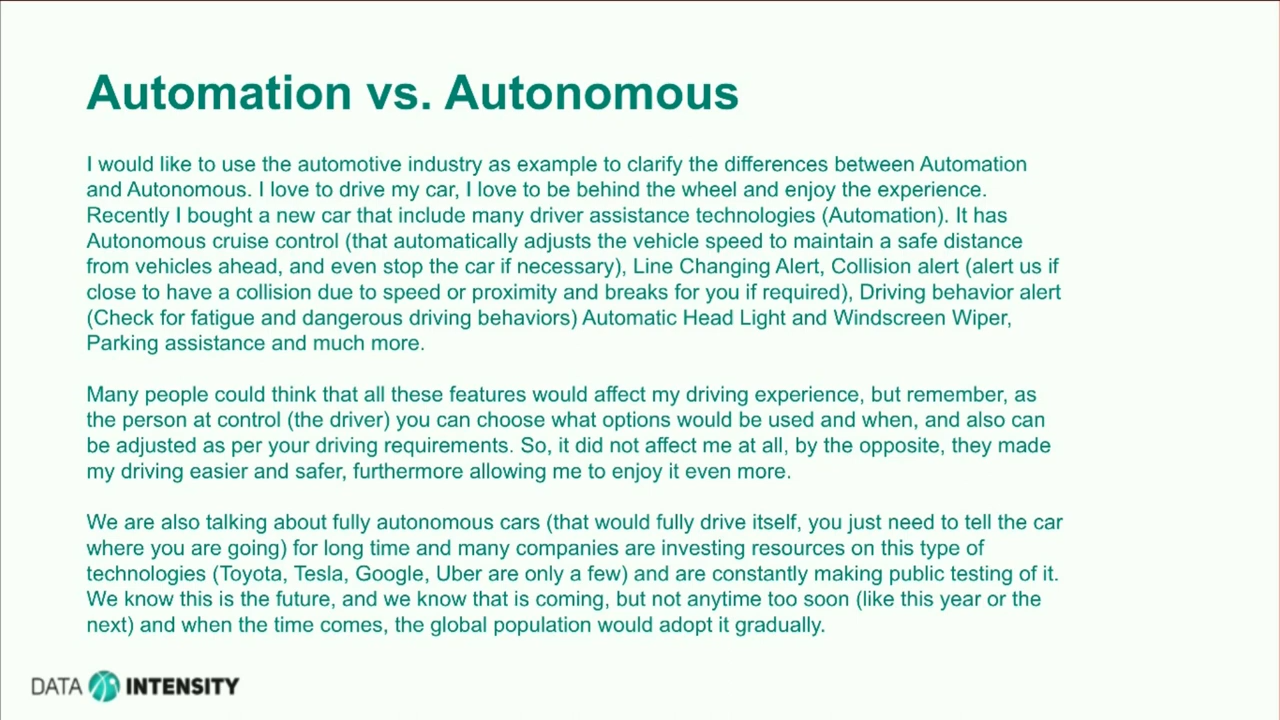 Automation vs. Autonomous
I would like to use the automotive industry as example to clarify the differences between Automation
and Autonomous. I love to drive my car, I love to be behind the wheel and enjoy the experience.
Recently I bought a new car that include many driver assistance technologies (Automation). It has
Autonomous cruise control (that automatically adjusts the vehicle speed to maintain a safe distance
from vehicles ahead, and even stop the car if necessary), Line Changing Alert, Collision alert (alert us if
close to have a collision due to speed or proximity and breaks for you if required), Driving behavior alert
(Check for fatigue and dangerous driving behaviors) Automatic Head Light and Windscreen Wiper,
Parking assistance and much more.
Many people could think that all these features would affect my driving experience, but remember, as
the person at control (the driver) you can choose what options would be used and when, and also can
be adjusted as per your driving requirements. So, it did not affect me at all, by the opposite, they made
my driving easier and safer, furthermore allowing me to enjoy it even more.
We are also talking about fully autonomous cars (that would fully drive itself, you just need to tell the car
where you are going) for long time and many companies are investing resources on this type of
technologies (Toyota, Tesla, Google, Uber are only a few) and are constantly making public testing of it.
We know this is the future, and we know that is coming, but not anytime too soon (like this year or the
next) and when the time comes, the global population would adopt it gradually.
DATA INTENSITY